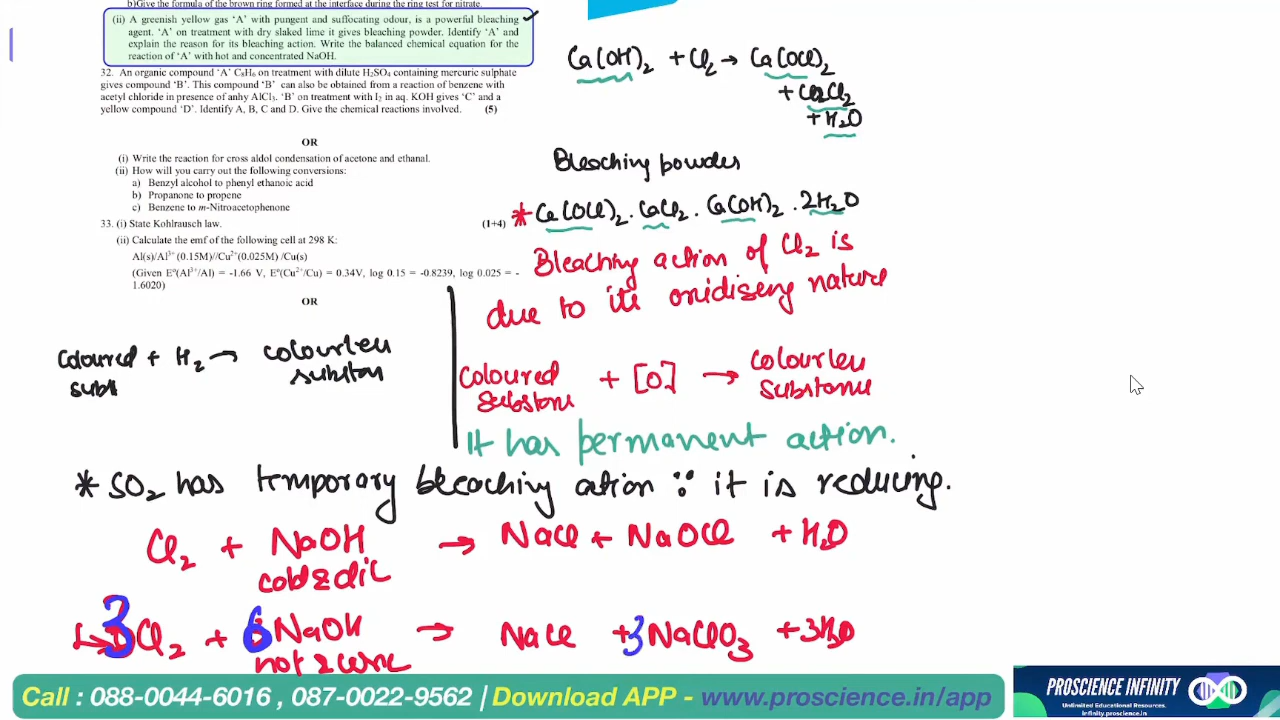 b)Give the formula of the brown ring formed at the interface during the ring test for nitrate.
(ii) A greenish yellow gas ‘A’ with pungent and suffocating odour, is a powerful bleaching
agent. ‘A’ on treatment with dry slaked lime it gives bleaching powder. Identify ‘A’ and
explain the reason for its bleaching action. Write the balanced chemical equation for the
reaction of ‘A’ with hot and concentrated NaOH.
32. An organic compound ‘A’ C₈H₆ on treatment with dilute H₂SO₄ containing mercuric sulphate
gives compound ‘B’. This compound ‘B’ can also be obtained from a reaction of benzene with
acetyl chloride in presence of anhy AlCl₃. ‘B’ on treatment with I₂ in aq. KOH gives ‘C’ and a
yellow compound ‘D’. Identify A, B, C and D. Give the chemical reactions involved. (5)
OR
(i) Write the reaction for cross aldol condensation of acetone and ethanal.
(ii) How will you carry out the following conversions:
a) Benzyl alcohol to phenyl ethanoic acid
b) Propanone to propene
c) Benzene to m-Nitroacetophenone
33. (i) State Kohlrausch law. (1+4)
(ii) Calculate the emf of the following cell at 298 K:
Al(s)/Al³⁺ (0.15M)//Cu²⁺(0.025M) /Cu(s)
(Given E°(Al³⁺/Al) = -1.66 V, E°(Cu²⁺/Cu) = 0.34V, log 0.15 = -0.8239, log 0.025 = -
1.6020)
OR
Ca(OH)₂ + Cl₂ → Ca(OCl)₂
+ CaCl₂
+ H₂O
Bleaching powder
* Ca(OCl)₂ . CaCl₂ . Ca(OH)₂ . 2H₂O
Bleaching action of Cl₂ is
due to its oxidiseng nature
Coloured + H₂ → colourless
subst
substan
Coloured + [O] → colourless
substance substance
It has permanent action.
* SO₂ has temporary bleaching action ∵ it is reducing.
Cl₂ + NaOH → NaCl + NaOCl + H₂O
cold & dil
3Cl₂ + 6NaOH → NaCl + 3NaClO₃ + 3H₂O
hot & conc
Call : 088-0044-6016 , 087-0022-9562 | Download APP - www.proscience.in/app
PROSCIENCE INFINITY
Unlimited Educational Resources.
infinity.proscience.in